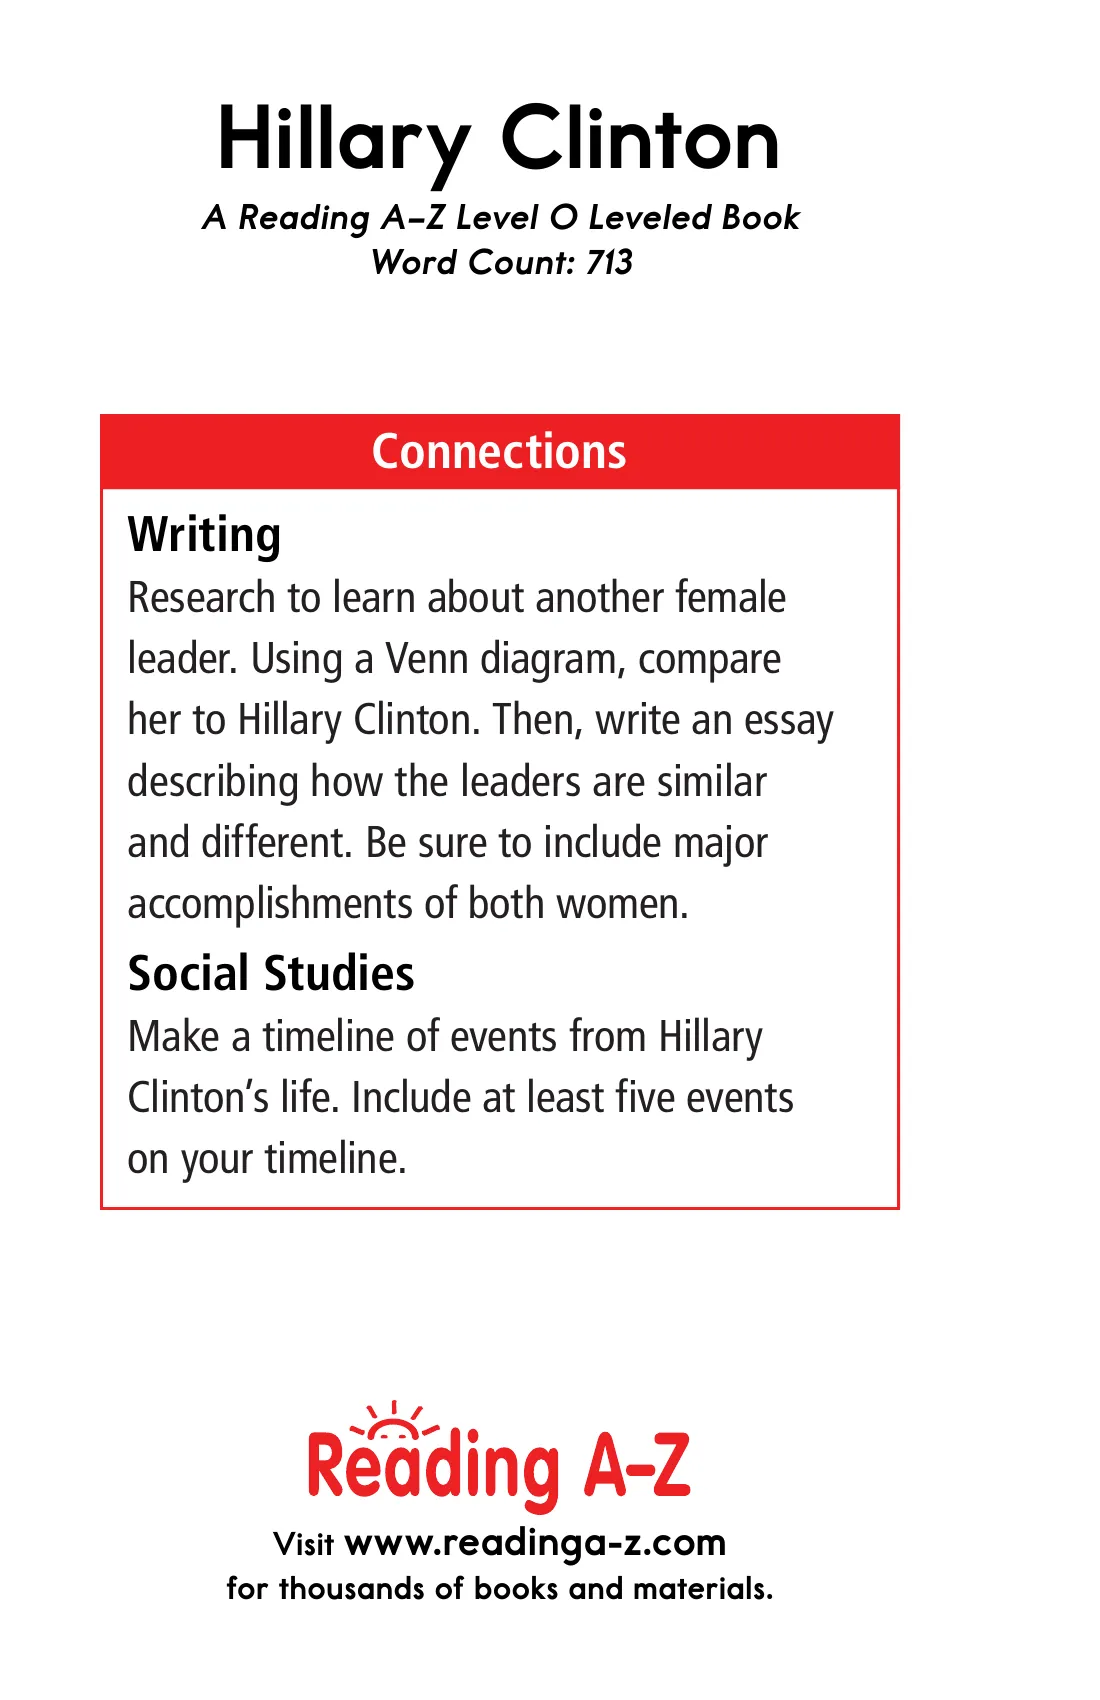 Hillary Clinton
A Reading A–Z Level O Leveled Book
Word Count: 713
Connections
Writing
Research to learn about another female
leader. Using a Venn diagram, compare
her to Hillary Clinton. Then, write an essay
describing how the leaders are similar
and different. Be sure to include major
accomplishments of both women.
Social Studies
Make a timeline of events from Hillary
Clinton’s life. Include at least five events
on your timeline.
Reading A–Z
Visit www.readinga-z.com
for thousands of books and materials.